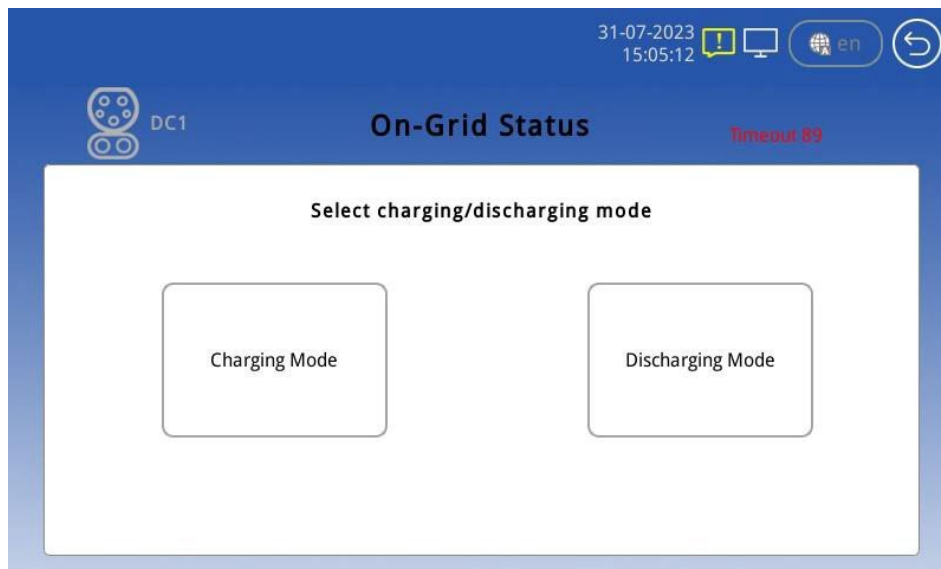 31-07-2023
15:05:12
en
DC1
On-Grid Status
Timeout 89
Select charging/discharging mode
Charging Mode
Discharging Mode